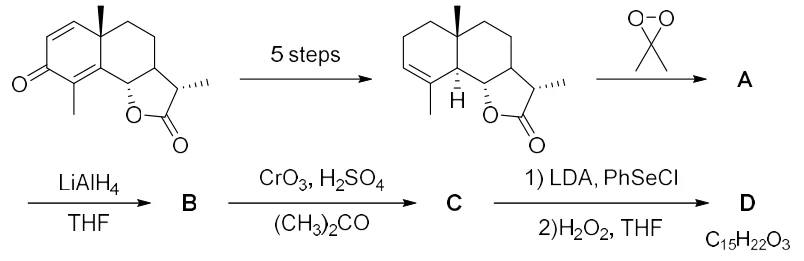 O
O
O
5 steps
H
O
O
O-O
A
LiAlH4
THF
B
CrO3, H2SO4
(CH3)2CO
C
1) LDA, PhSeCl
2)H2O2, THF
D
C15H22O3